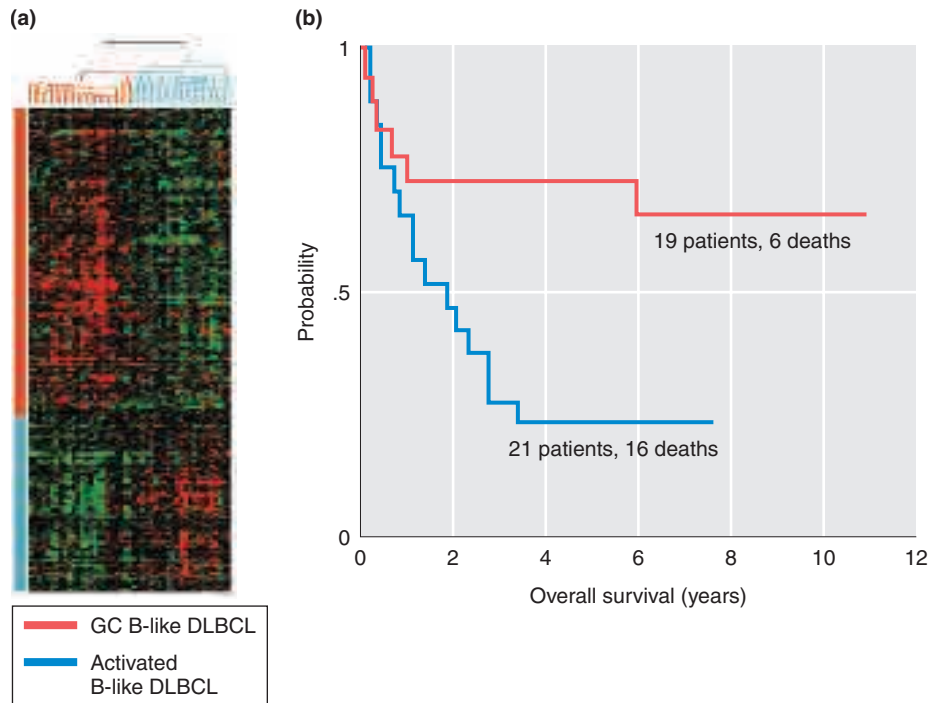 (a)
(b)
1
.5
0
Probability
0
2
4
6
8
10
12
Overall survival (years)
19 patients, 6 deaths
21 patients, 16 deaths
GC B-like DLBCL
Activated
B-like DLBCL